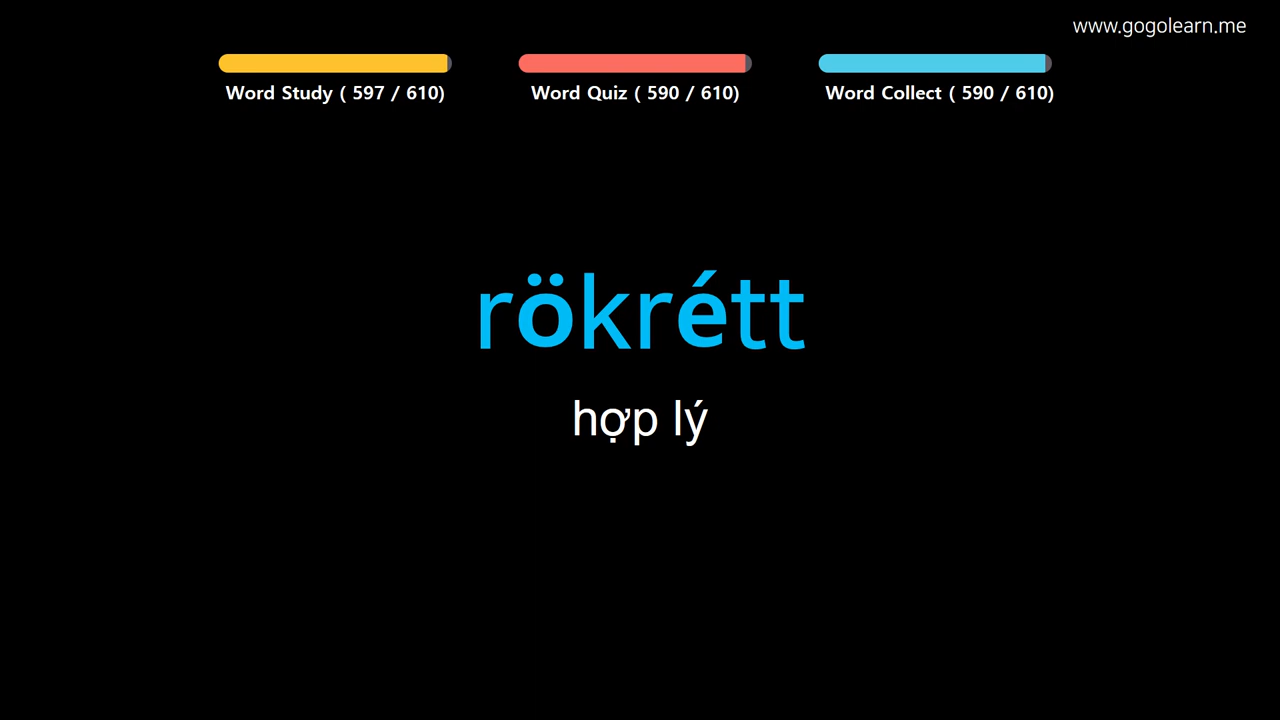 www.gogolearn.me
Word Study ( 597 / 610)
Word Quiz ( 590 / 610)
Word Collect ( 590 / 610)
rökrétt
hợp lý